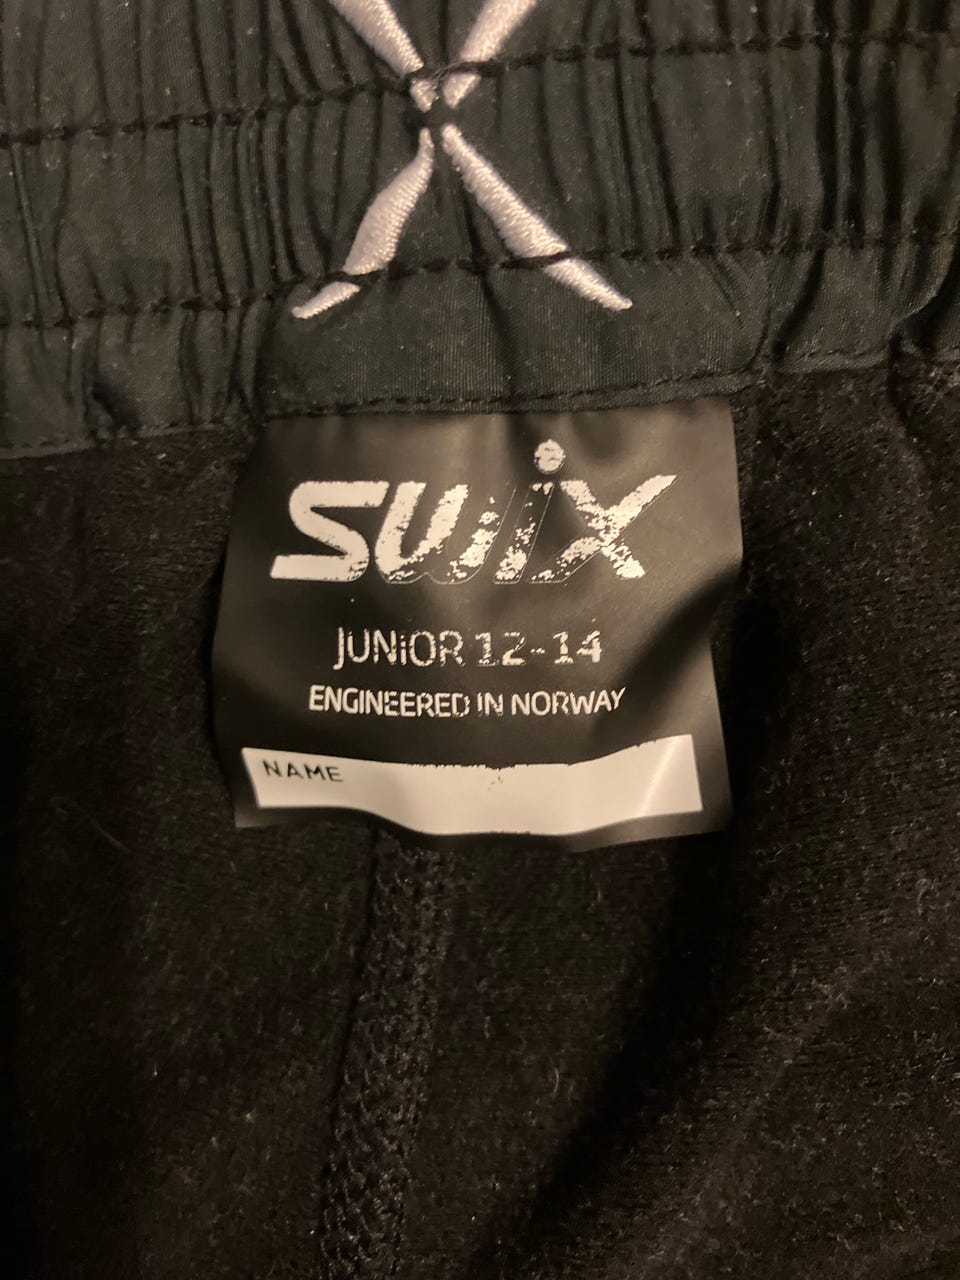 SWiX
JUNiOR 12-14
ENGINEERED IN NORWAY
NAME